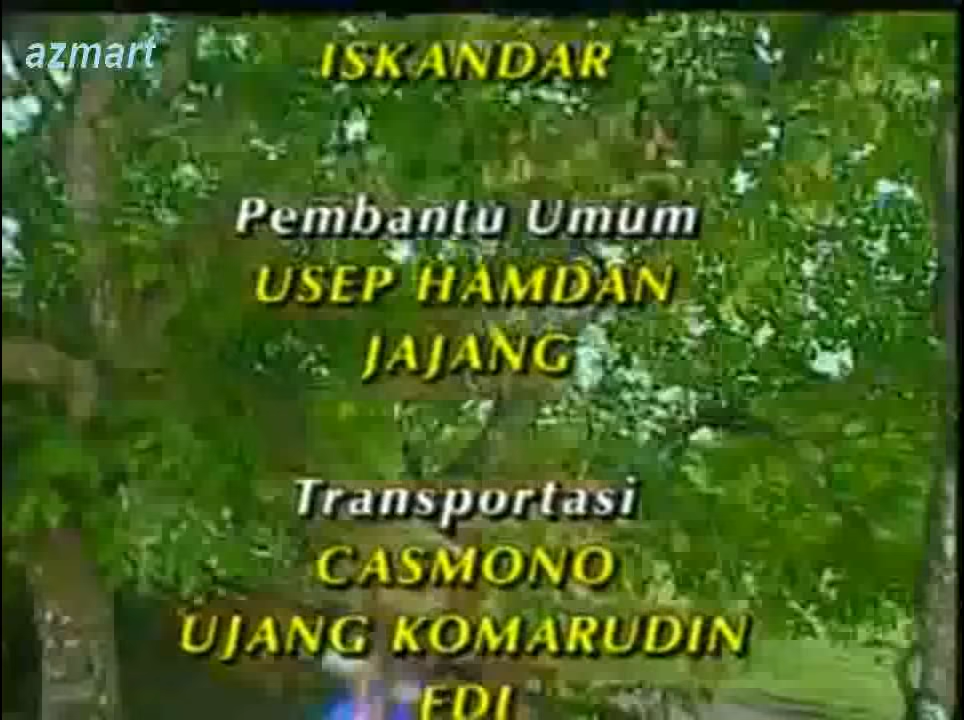 azmart
ISKANDAR
Pembantu Umum
USEP HAMDAN
JAJANG
Transportasi
CASMONO
UJANG KOMARUDIN
EDI